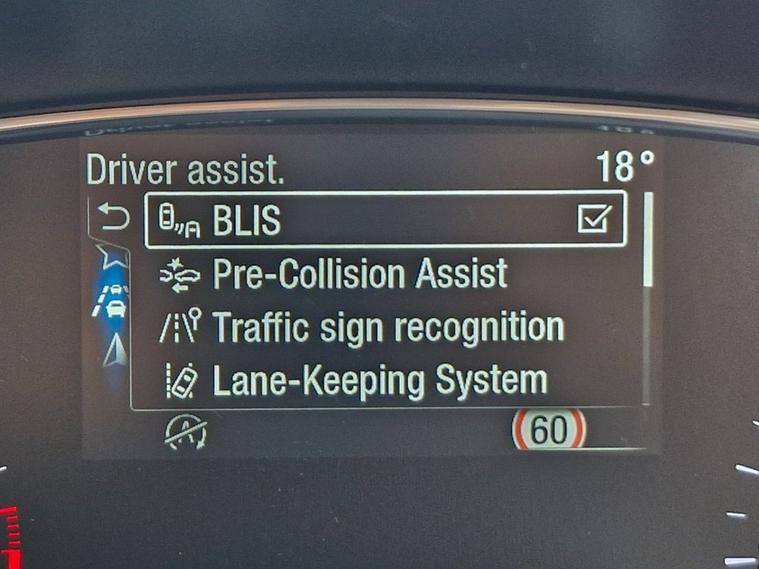 Driver assist. 18°
BLIS
Pre-Collision Assist
Traffic sign recognition
Lane-Keeping System
60